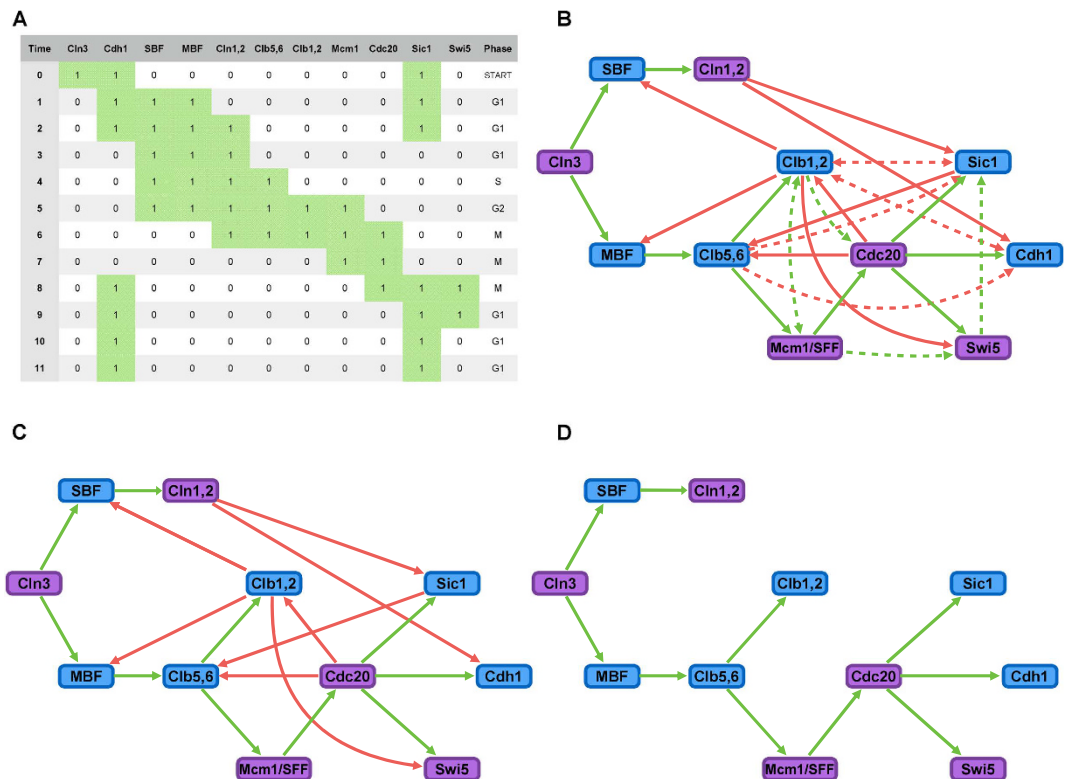 A
Time Cln3 Cdh1 SBF MBF Cln1,2 Clb5,6 Clb1,2 Mcm1 Cdc20 Sic1 Swi5 Phase
0 1 1 0 0 0 0 0 0 0 1 0 START
1 0 1 1 1 0 0 0 0 0 1 0 G1
2 0 1 1 1 1 0 0 0 0 1 0 G1
3 0 0 1 1 1 0 0 0 0 0 0 G1
4 0 0 1 1 1 1 0 0 0 0 0 S
5 0 0 1 1 1 1 1 1 0 0 0 G2
6 0 0 0 0 1 1 1 1 1 0 0 M
7 0 0 0 0 0 0 0 1 1 0 0 M
8 0 1 0 0 0 0 0 0 1 1 1 M
9 0 1 0 0 0 0 0 0 0 1 1 G1
10 0 1 0 0 0 0 0 0 0 1 0 G1
11 0 1 0 0 0 0 0 0 0 1 0 G1
B
SBF Cln1,2
Cln3 Clb1,2 Sic1
MBF Clb5,6 Cdc20 Cdh1
Mcm1/SFF Swi5
C
SBF Cln1,2
Cln3 Clb1,2 Sic1
MBF Clb5,6 Cdc20 Cdh1
Mcm1/SFF Swi5
D
SBF Cln1,2
Cln3 Clb1,2 Sic1
MBF Clb5,6 Cdc20 Cdh1
Mcm1/SFF Swi5